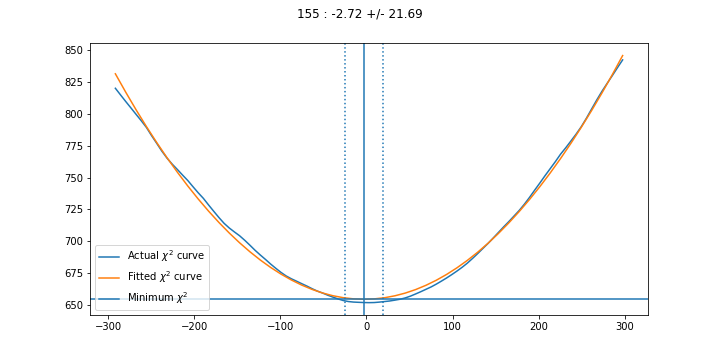 155 : -2.72 +/- 21.69
850
825
800
775
750
725
700
675
650
Actual χ² curve
Fitted χ² curve
Minimum χ²
−300 −200 −100 0 100 200 300